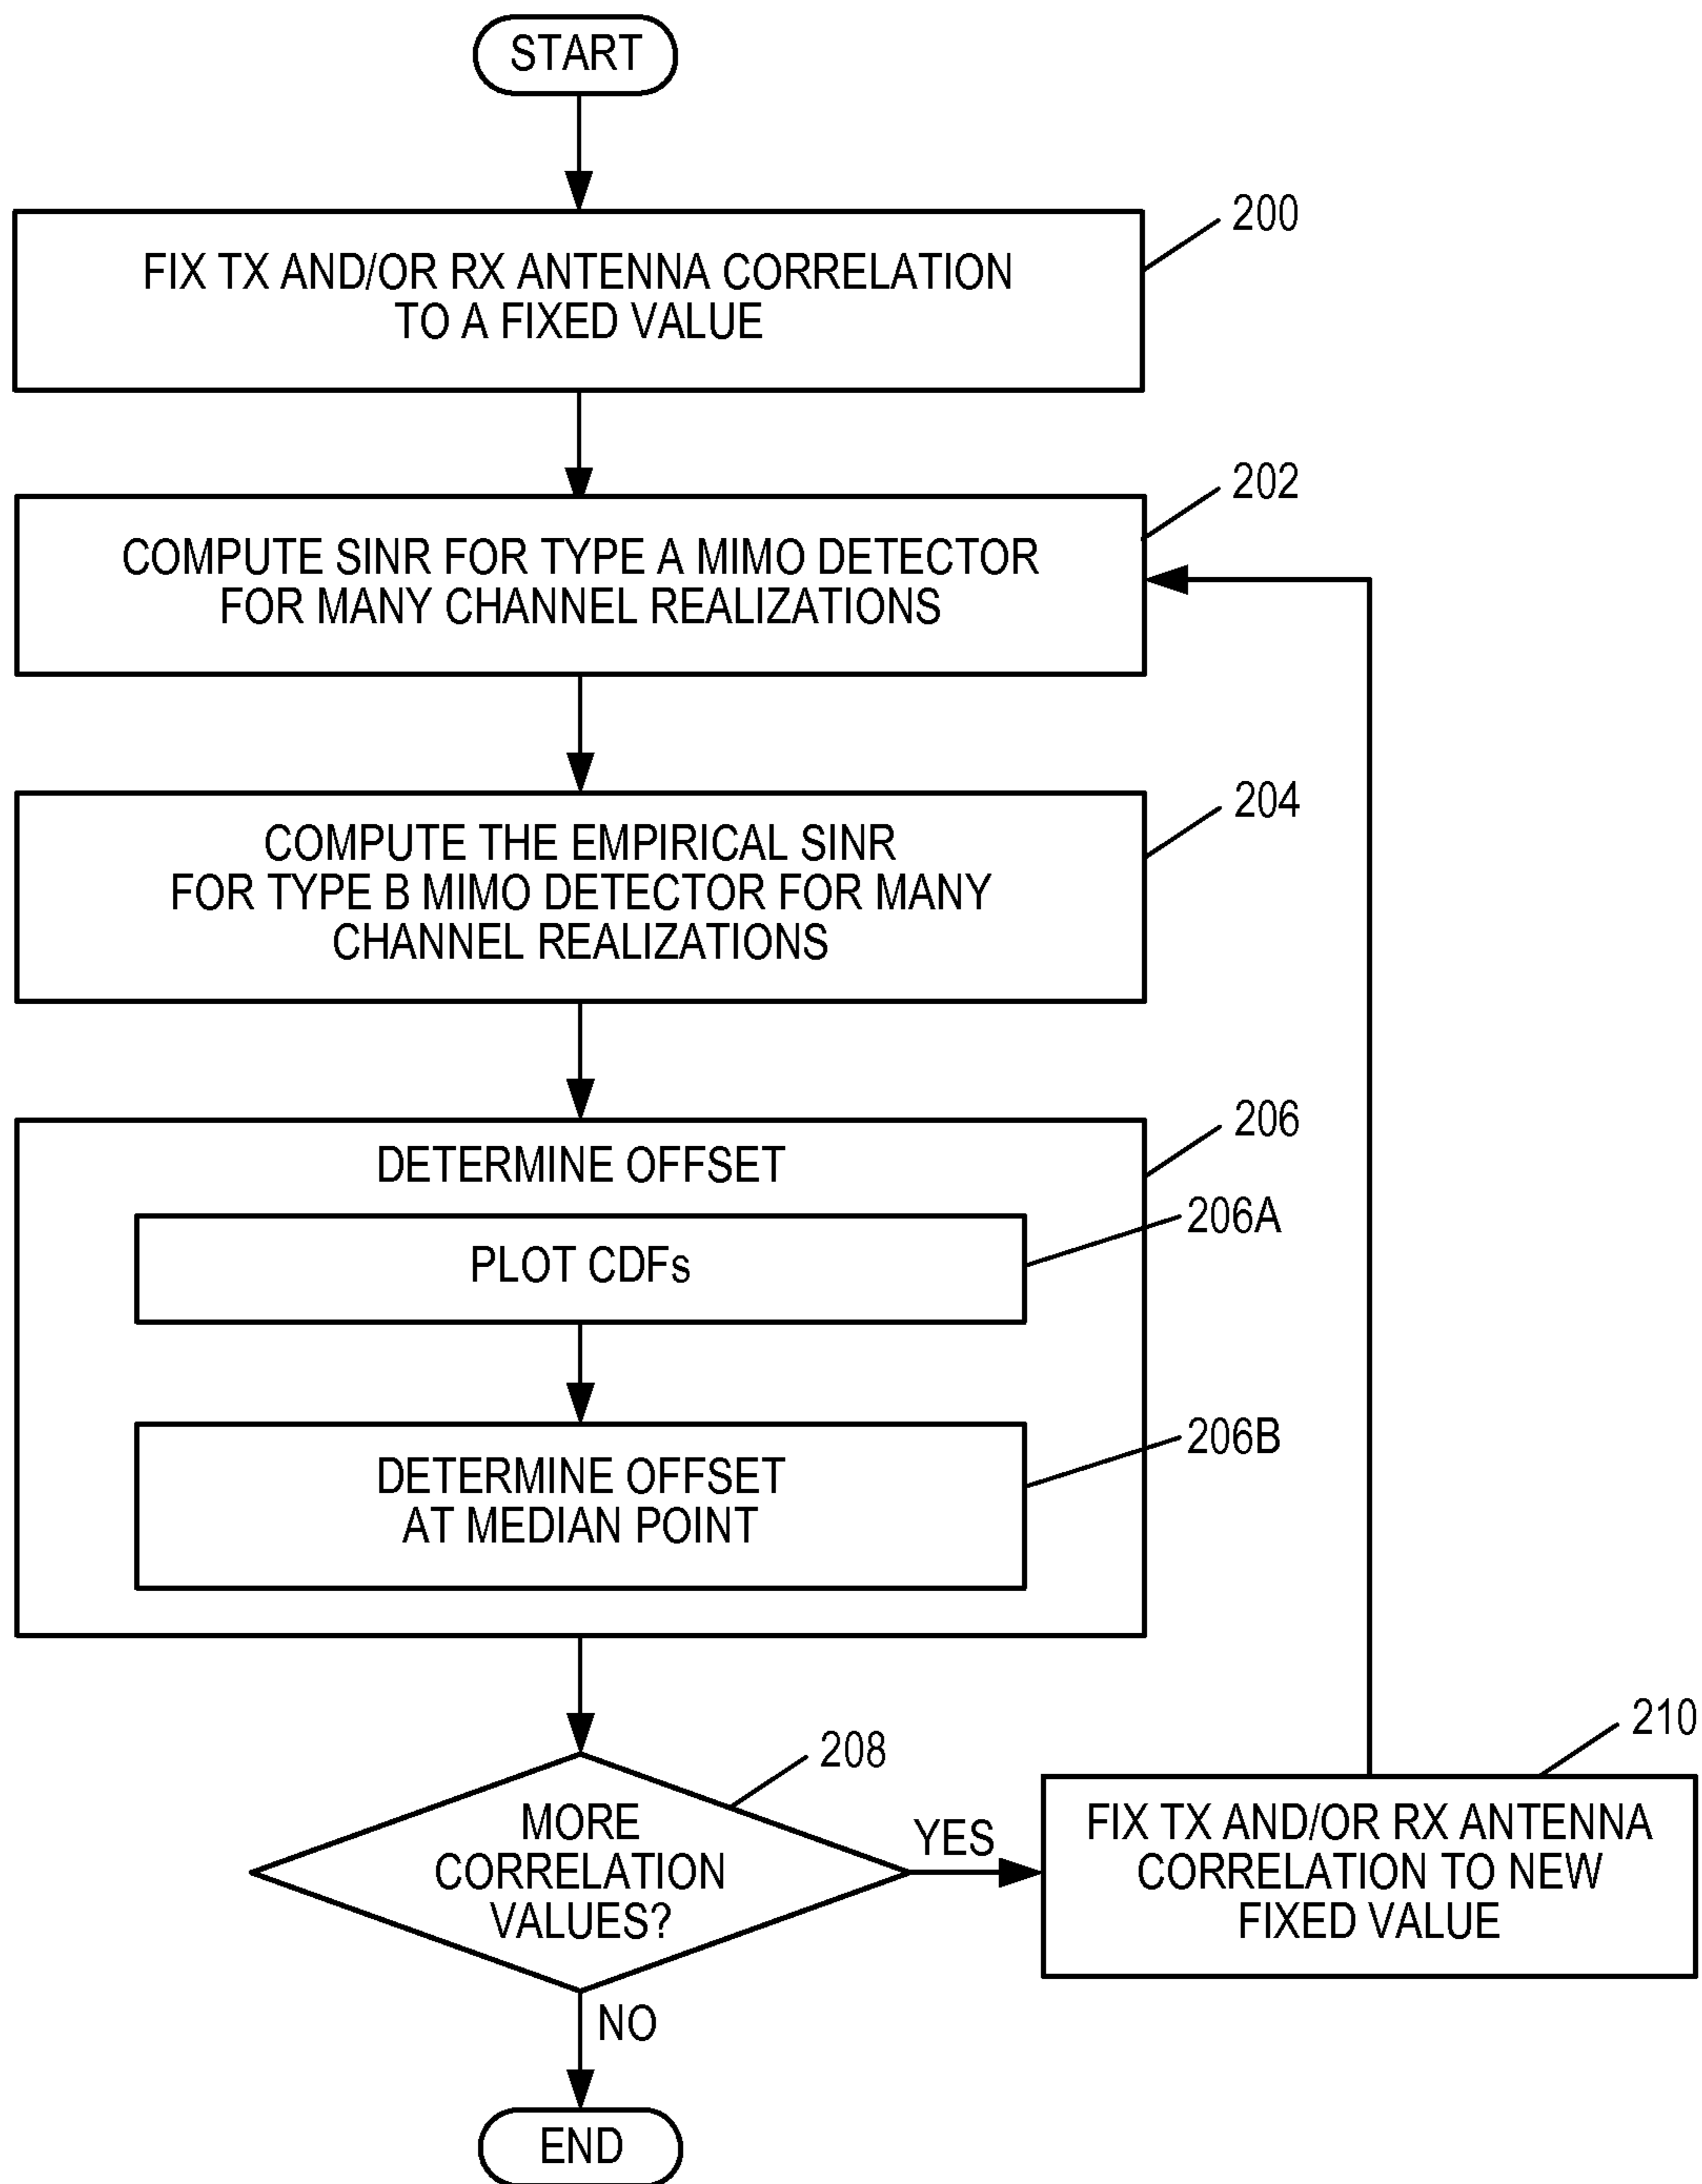 START
200
FIX TX AND/OR RX ANTENNA CORRELATION
TO A FIXED VALUE
202
COMPUTE SINR FOR TYPE A MIMO DETECTOR
FOR MANY CHANNEL REALIZATIONS
204
COMPUTE THE EMPIRICAL SINR
FOR TYPE B MIMO DETECTOR FOR MANY
CHANNEL REALIZATIONS
206
DETERMINE OFFSET
206A
PLOT CDFs
206B
DETERMINE OFFSET
AT MEDIAN POINT
208
MORE
CORRELATION
VALUES?
YES
210
FIX TX AND/OR RX ANTENNA
CORRELATION TO NEW
FIXED VALUE
NO
END